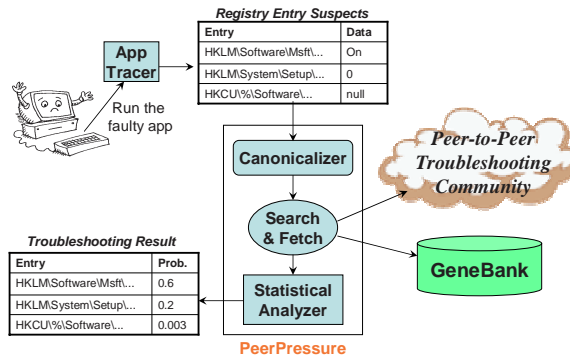 Registry Entry Suspects
Entry Data
HKLM\Software\Msft\... On
HKLM\System\Setup\... 0
HKCU\%\Software\... null
App
Tracer
Run the
faulty app
Canonicalizer
Peer-to-Peer
Troubleshooting
Community
Search
& Fetch
Troubleshooting Result
Entry Prob.
HKLM\Software\Msft\... 0.6
HKLM\System\Setup\... 0.2
HKCU\%\Software\... 0.003
GeneBank
Statistical
Analyzer
PeerPressure